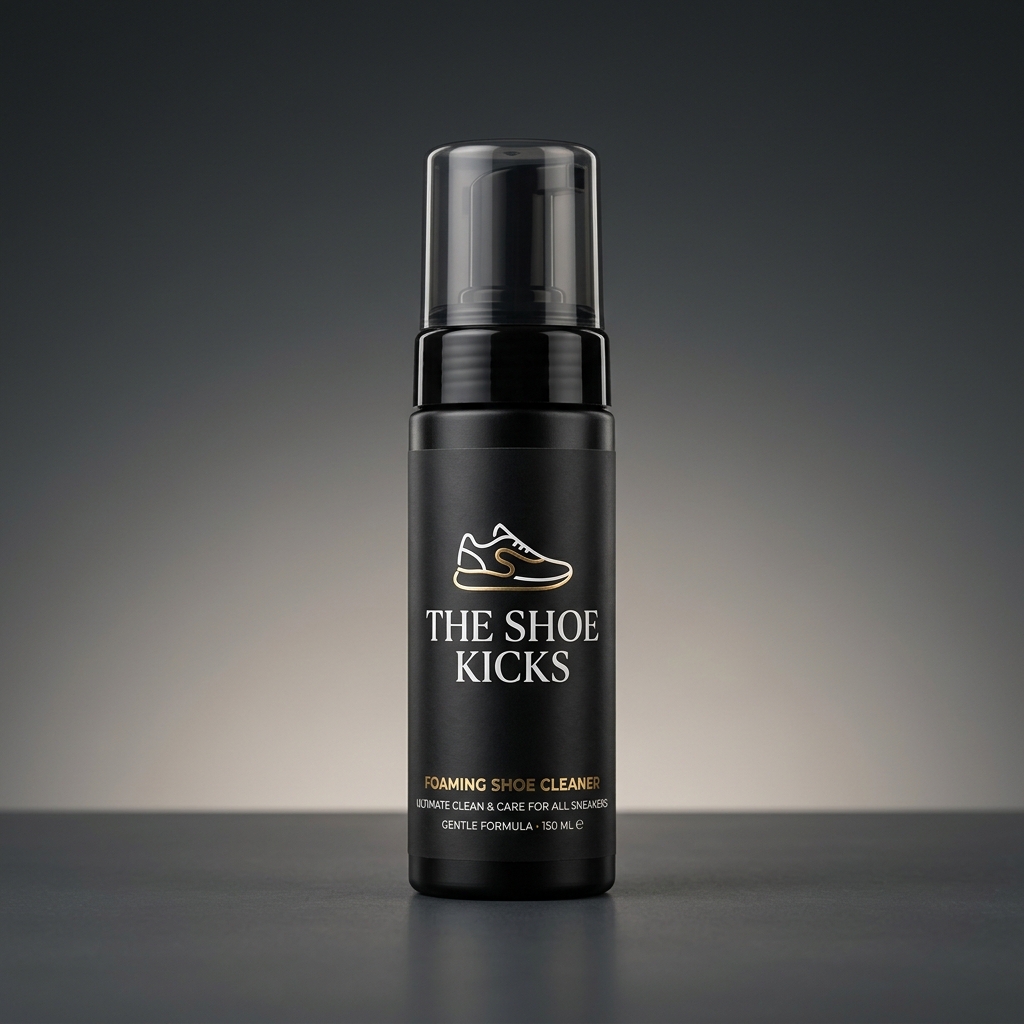 THE SHOE
KICKS
FOAMING SHOE CLEANER
ULTIMATE CLEAN & CARE FOR ALL SNEAKERS
GENTLE FORMULA • 150 ML ℮